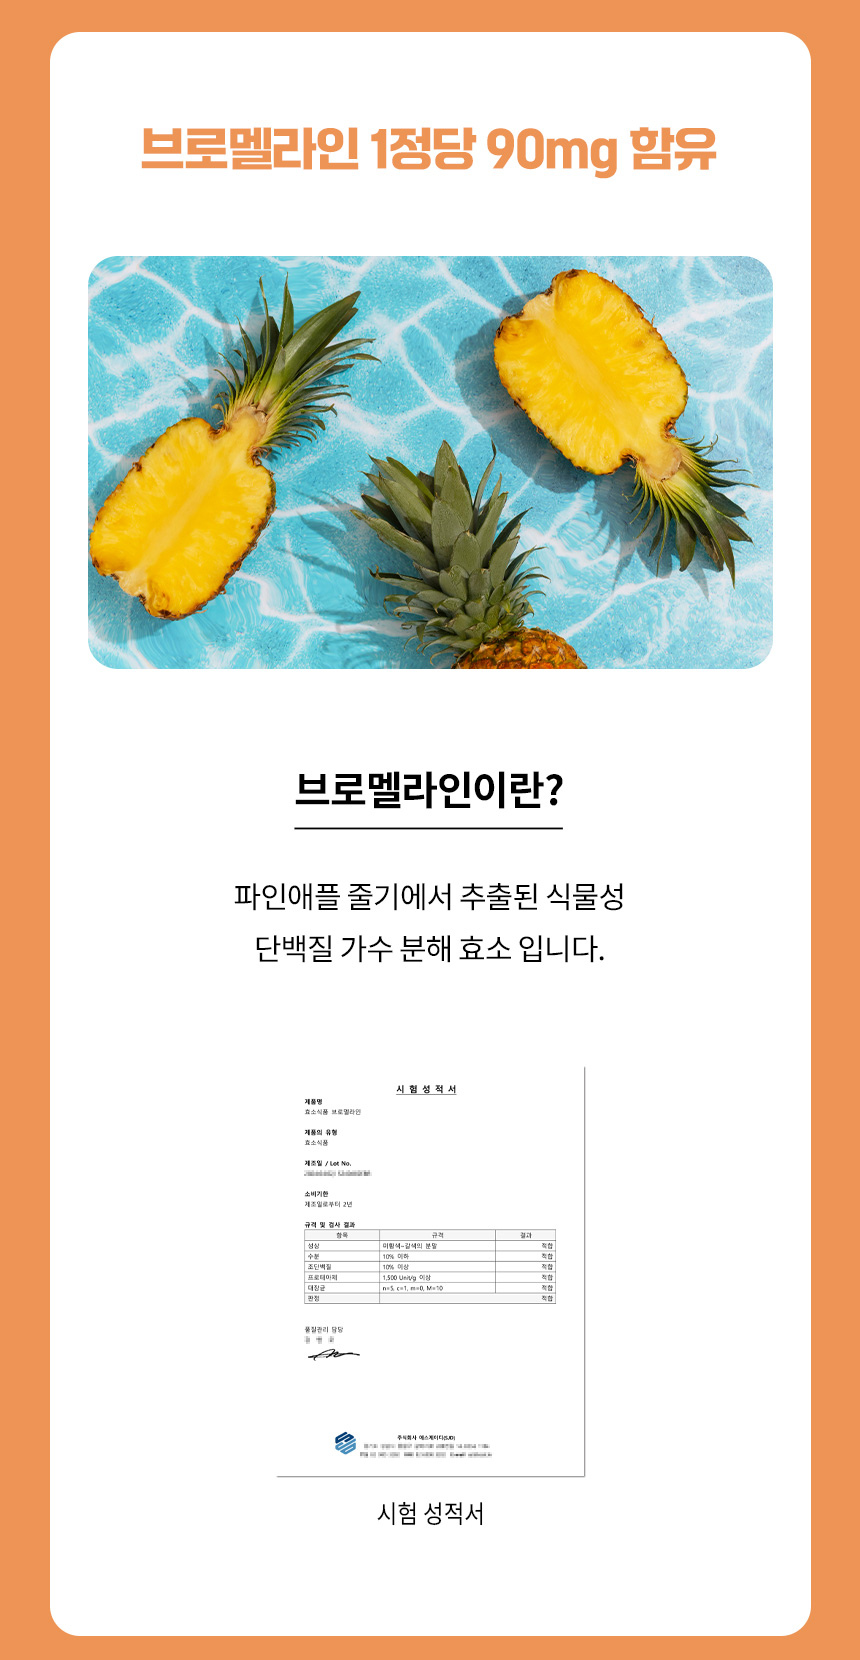 브로멜라인 1정당 90mg 함유
브로멜라인이란?
파인애플 줄기에서 추출된 식물성
단백질 가수 분해 효소 입니다.
시 험 성 적 서
제품명
효소식품 브로멜라인
제품의 유형
효소식품
제조일 / Lot No.
소비기한
제조일로부터 2년
규격 및 검사 결과
항목 규격 결과
성상 미황색~갈색의 분말 적합
수분 10% 이하 적합
조단백질 10% 이상 적합
프로테아제 1,500 Unit/g 이상 적합
대장균 n=5, c=1, m=0, M=10 적합
판정 적합
품질관리 담당
주식회사 에스제이디(SJD)
시험 성적서